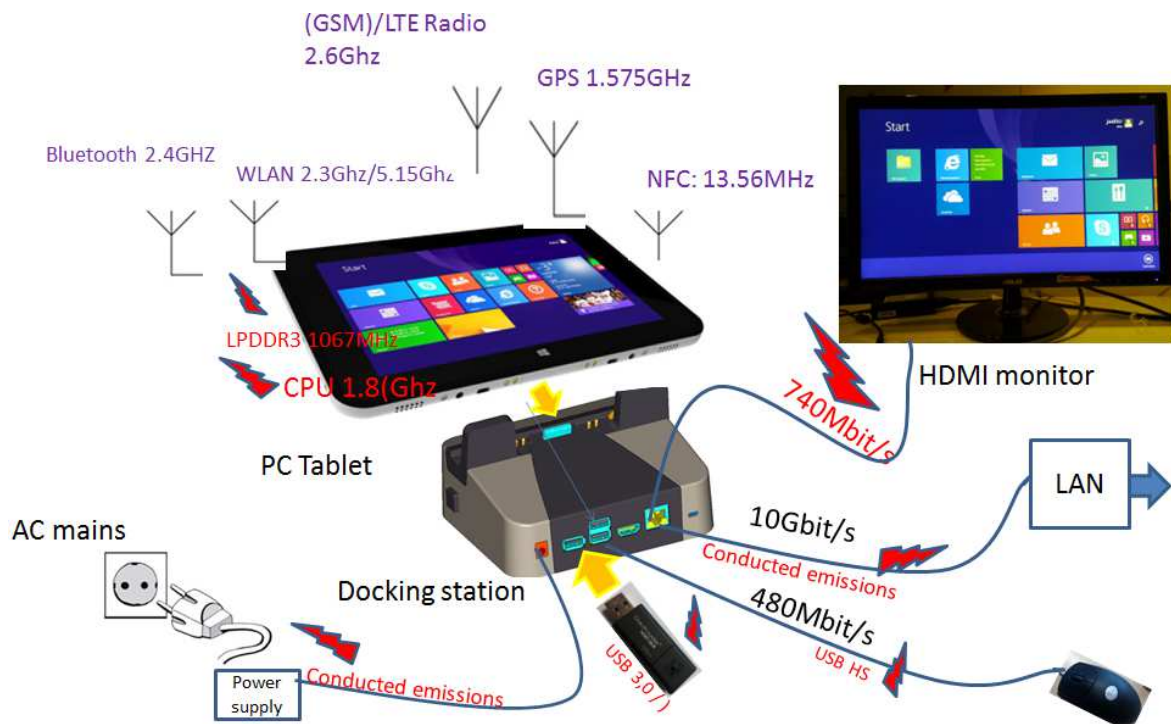 (GSM)/LTE Radio
2.6Ghz
GPS 1.575GHz
Bluetooth 2.4GHZ
WLAN 2.3Ghz/5.15Ghz
NFC: 13.56MHz
Start
Start
LPDDR3 1067MHz
CPU 1.8(Ghz
HDMI monitor
740Mbit/s
PC Tablet
LAN
AC mains
10Gbit/s
Conducted emissions
Docking station
480Mbit/s
USB HS
USB 3,0/)
Power
supply
Conducted emissions